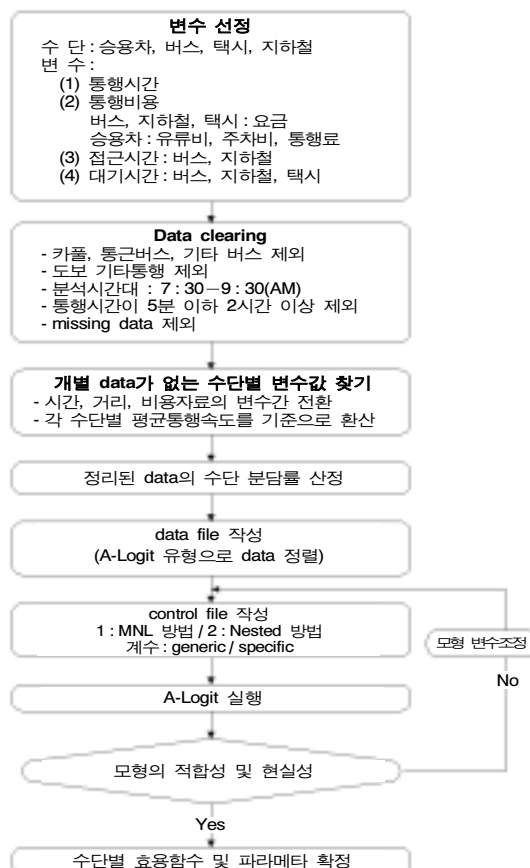 변수 선정
수 단 : 승용차, 버스, 택시, 지하철
변 수 :
(1) 통행시간
(2) 통행비용
버스, 지하철, 택시 : 요금
승용차 : 유류비, 주차비, 통행료
(3) 접근시간 : 버스, 지하철
(4) 대기시간 : 버스, 지하철, 택시
Data clearing
- 카풀, 통근버스, 기타 버스 제외
- 도보 기타통행 제외
- 분석시간대 : 7 : 30－9 : 30(AM)
- 통행시간이 5분 이하 2시간 이상 제외
- missing data 제외
개별 data가 없는 수단별 변수값 찾기
- 시간, 거리, 비용자료의 변수간 전환
- 각 수단별 평균통행속도를 기준으로 환산
정리된 data의 수단 분담률 산정
data file 작성
(A-Logit 유형으로 data 정렬)
control file 작성
1 : MNL 방법 / 2 : Nested 방법
계수 : generic / specific
모형 변수조정
No
A-Logit 실행
모형의 적합성 및 현실성
Yes
수단별 효용함수 및 파라메타 확정